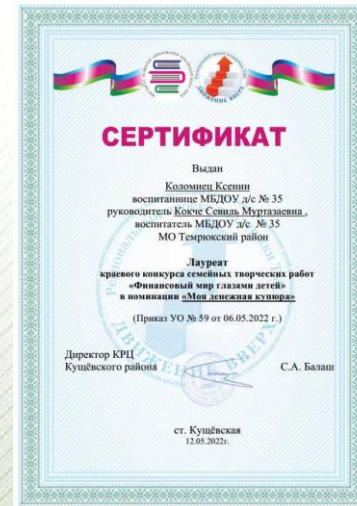 СЕРТИФИКАТ
Выдан
Коломиец Ксении
воспитаннице МБДОУ д/с № 35
руководитель Кокче Севиль Муртазаевна ,
воспитатель МБДОУ д/с № 35
МО Темрюкский район
Лауреат
краевого конкурса семейных творческих работ
«Финансовый мир глазами детей»
в номинации «Моя денежная купюра»
(Приказ УО № 59 от 06.05.2022 г.)
ДВИЖЕНИЕ ВВЕРХ
Директор КРЦ
Кущёвского района
С.А. Балаш
ст. Кущёвская
12.05.2022г.